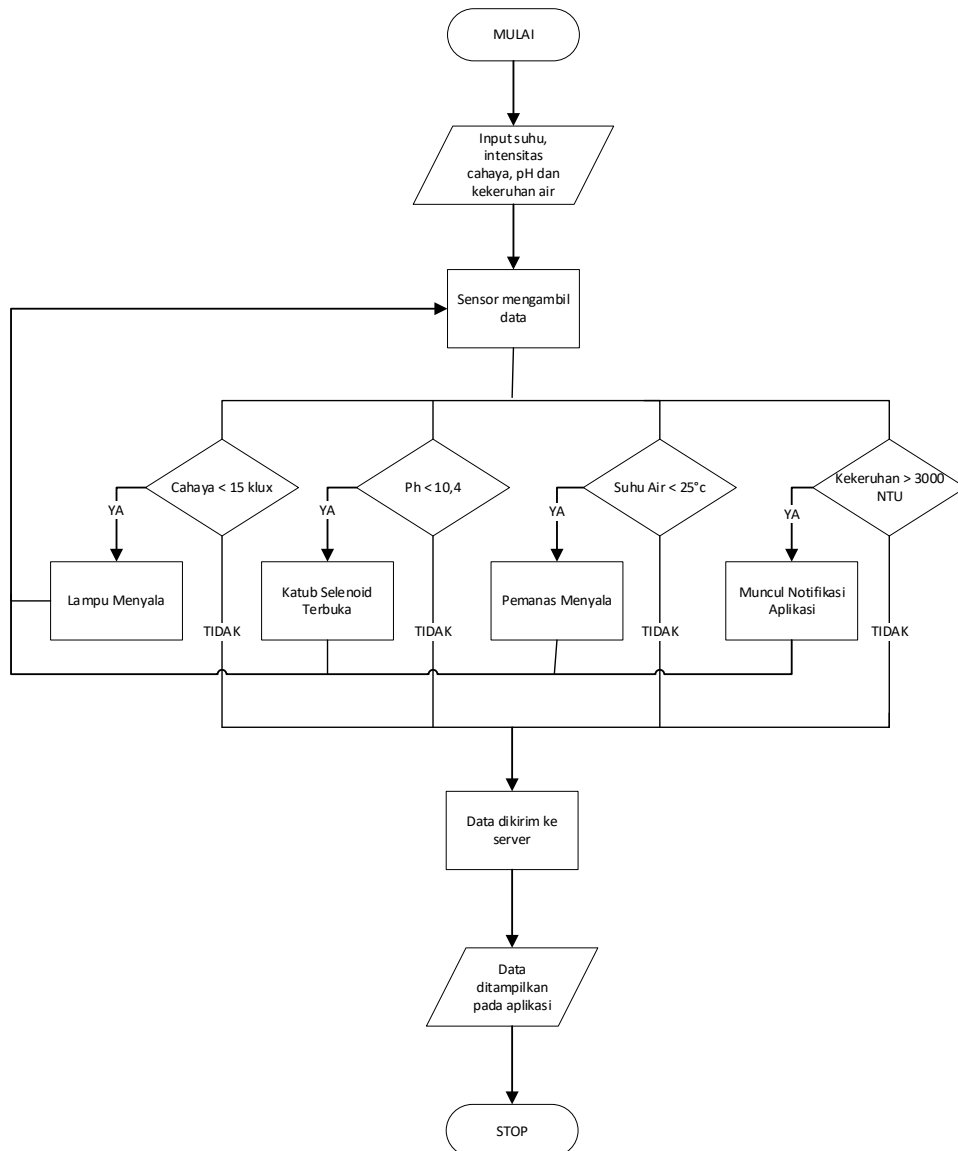 MULAI
Input suhu,
intensitas
cahaya, pH dan
kekeruhan air
Sensor mengambil
data
Cahaya < 15 klux
Ph < 10,4
Suhu Air < 25°c
Kekeruhan > 3000
NTU
YA
YA
YA
YA
Lampu Menyala
Katub Selenoid
Terbuka
Pemanas Menyala
Muncul Notifikasi
Aplikasi
TIDAK
TIDAK
TIDAK
TIDAK
Data dikirim ke
server
Data
ditampilkan
pada aplikasi
STOP